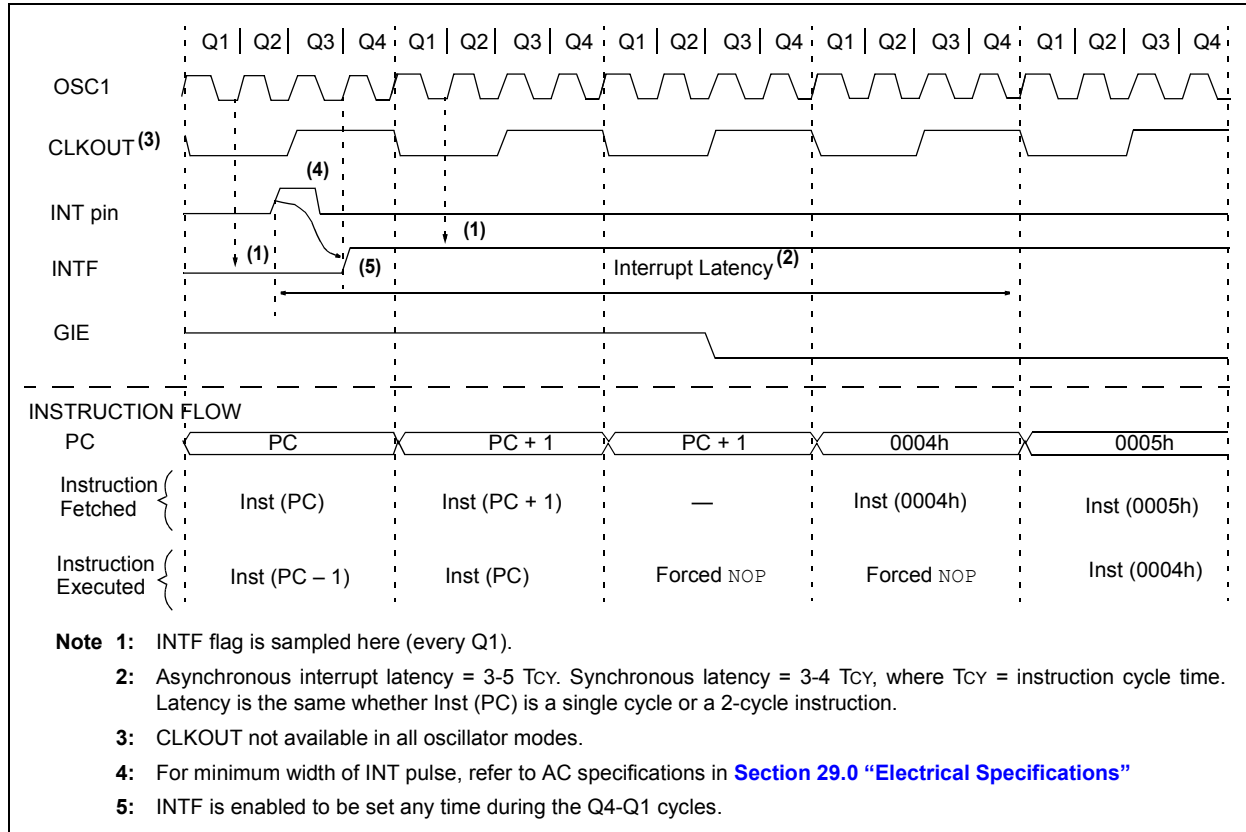 Q1 Q2 Q3 Q4 Q1 Q2 Q3 Q4 Q1 Q2 Q3 Q4 Q1 Q2 Q3 Q4 Q1 Q2 Q3 Q4
OSC1
CLKOUT (3)
(4)
INT pin
(1) (1)
INTF (5) Interrupt Latency (2)
GIE
INSTRUCTION FLOW
PC PC PC + 1 PC + 1 0004h 0005h
Instruction
Fetched
Inst (PC) Inst (PC + 1) — Inst (0004h) Inst (0005h)
Instruction
Executed
Inst (PC – 1) Inst (PC) Forced NOP Forced NOP Inst (0004h)
Note 1: INTF flag is sampled here (every Q1).
2: Asynchronous interrupt latency = 3-5 TCY. Synchronous latency = 3-4 TCY, where TCY = instruction cycle time.
Latency is the same whether Inst (PC) is a single cycle or a 2-cycle instruction.
3: CLKOUT not available in all oscillator modes.
4: For minimum width of INT pulse, refer to AC specifications in Section 29.0 “Electrical Specifications”
5: INTF is enabled to be set any time during the Q4-Q1 cycles.